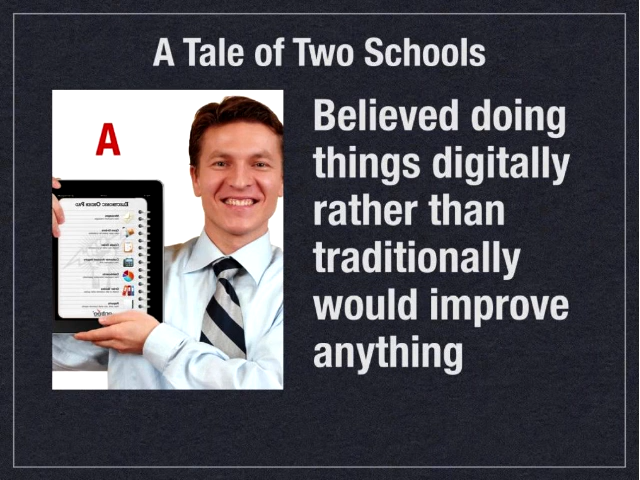 A Tale of Two Schools
A
Believed doing
things digitally
rather than
traditionally
would improve
anything